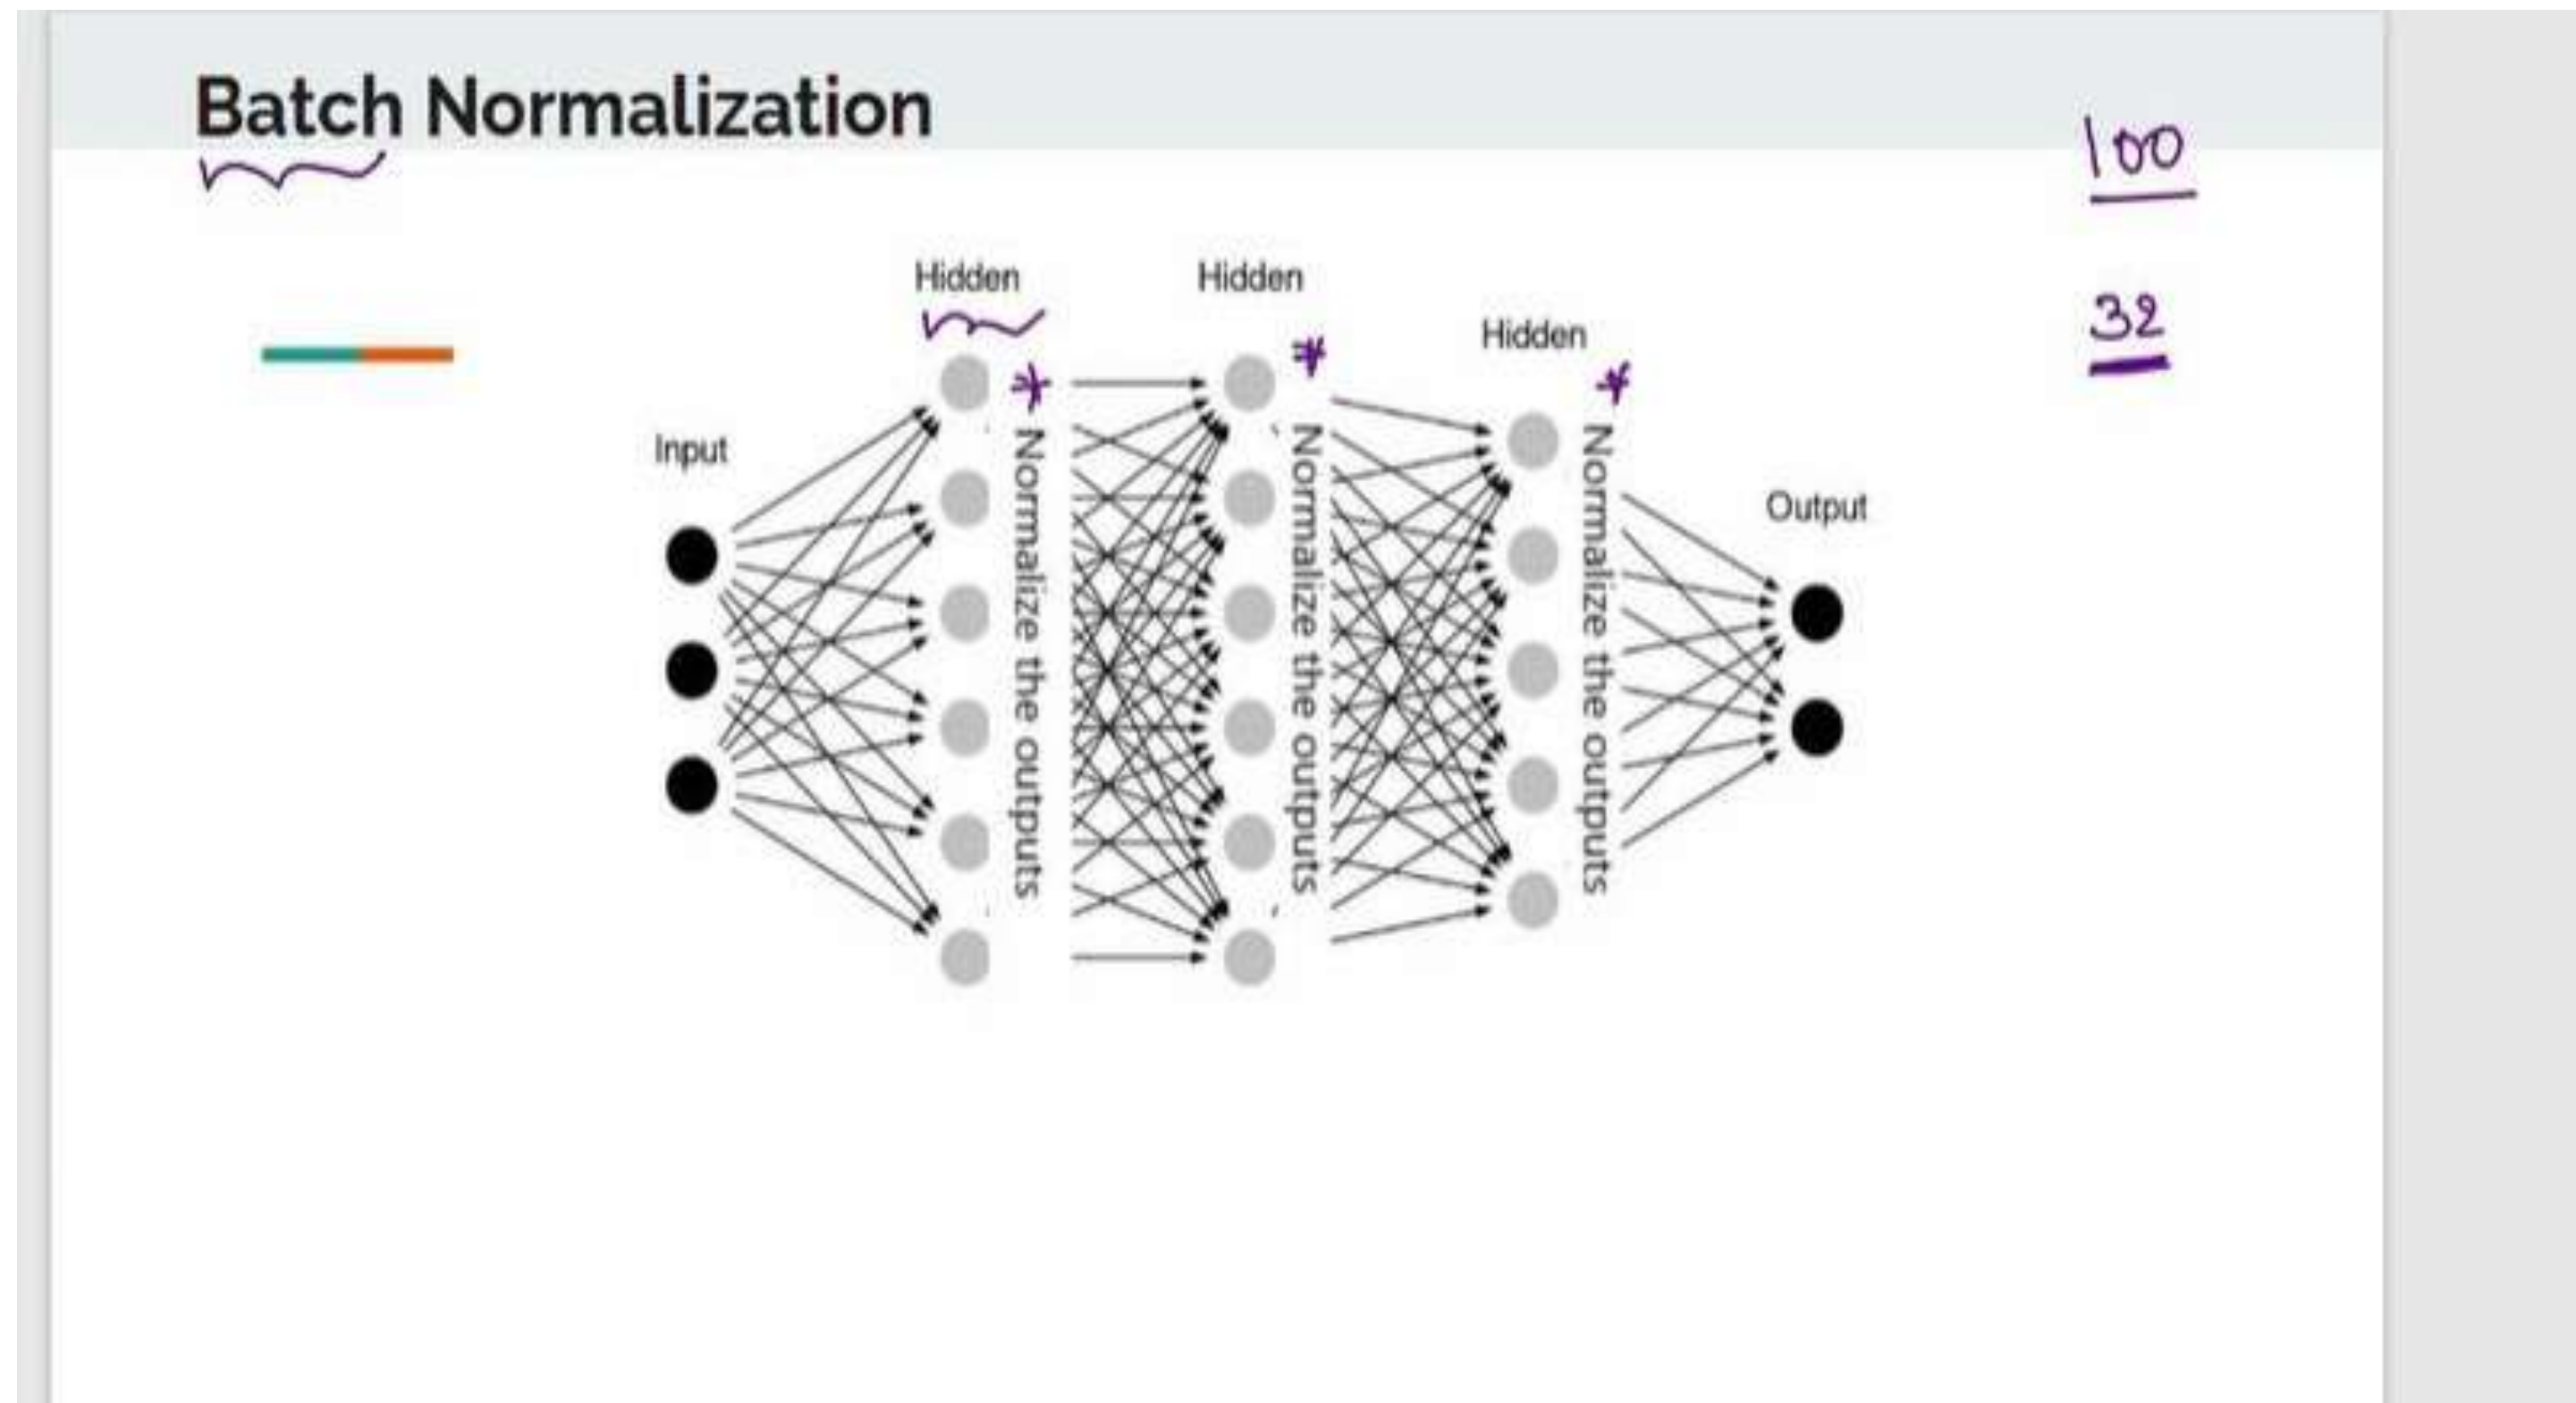 Batch Normalization
100
32
Hidden
Hidden
Hidden
Input
Output
Normalize the outputs
Normalize the outputs
Normalize the outputs